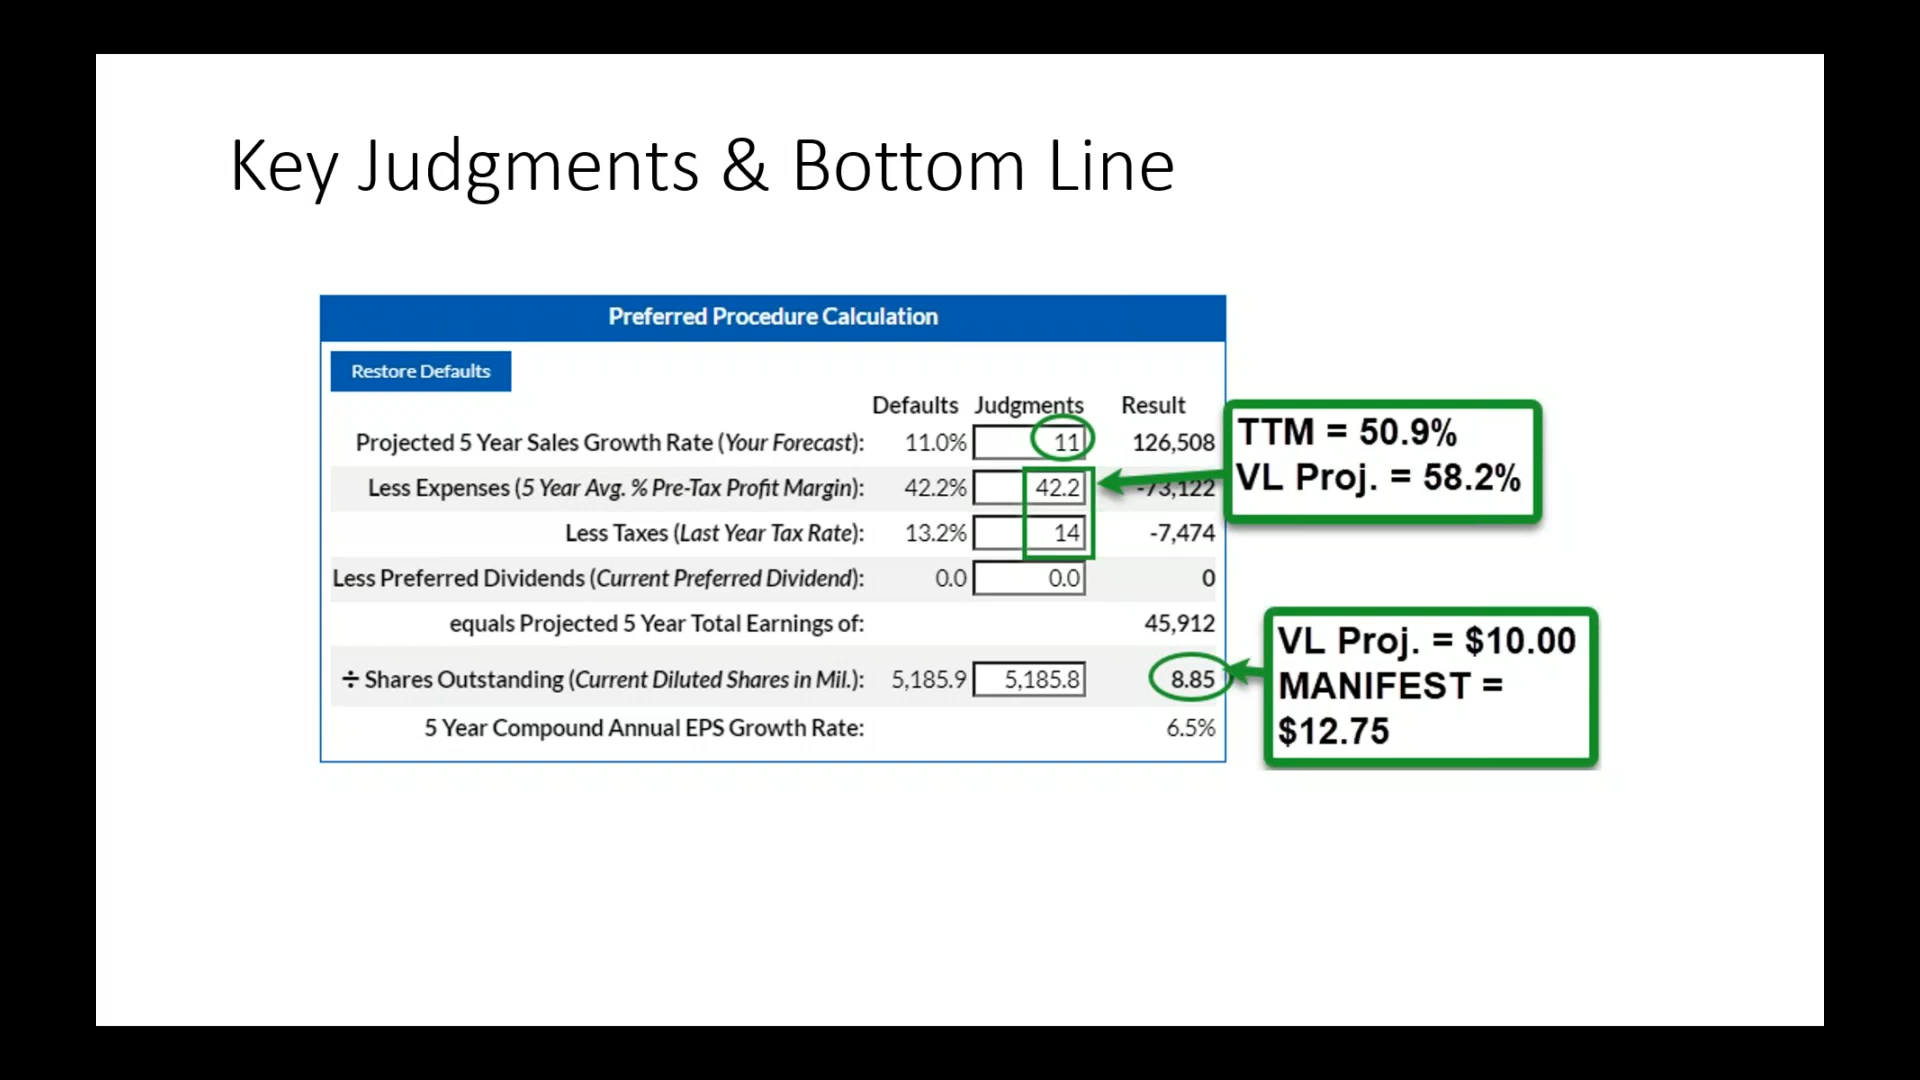 Key Judgments & Bottom Line
Preferred Procedure Calculation
Restore Defaults
Defaults Judgments Result
Projected 5 Year Sales Growth Rate (Your Forecast): 11.0% 11 126,508
Less Expenses (5 Year Avg. % Pre-Tax Profit Margin): 42.2% 42.2 -73,122
Less Taxes (Last Year Tax Rate): 13.2% 14 -7,474
Less Preferred Dividends (Current Preferred Dividend): 0.0 0.0 0
equals Projected 5 Year Total Earnings of: 45,912
÷ Shares Outstanding (Current Diluted Shares in Mil.): 5,185.9 5,185.8 8.85
5 Year Compound Annual EPS Growth Rate: 6.5%
TTM = 50.9%
VL Proj. = 58.2%
VL Proj. = $10.00
MANIFEST =
$12.75